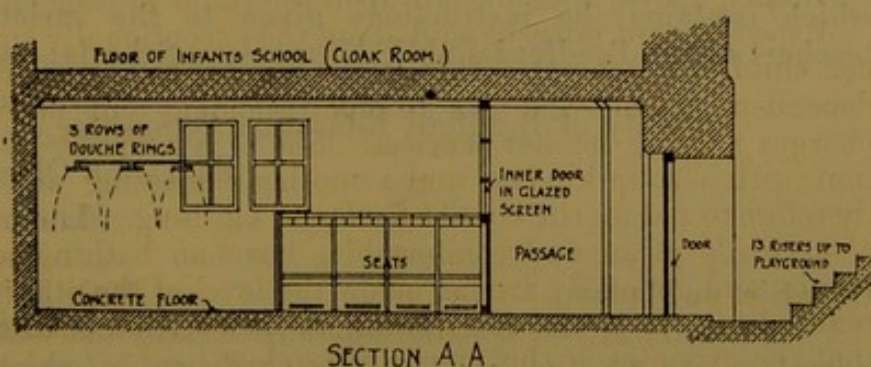 FLOOR OF INFANTS SCHOOL (CLOAK ROOM.)
3 ROWS OF
DOUCHE RINGS
INNER DOOR
IN GLAZED
SCREEN
PASSAGE
DOOR
13 RISERS UP TO
PLAYGROUND
SEATS
CONCRETE FLOOR
SECTION A.A.